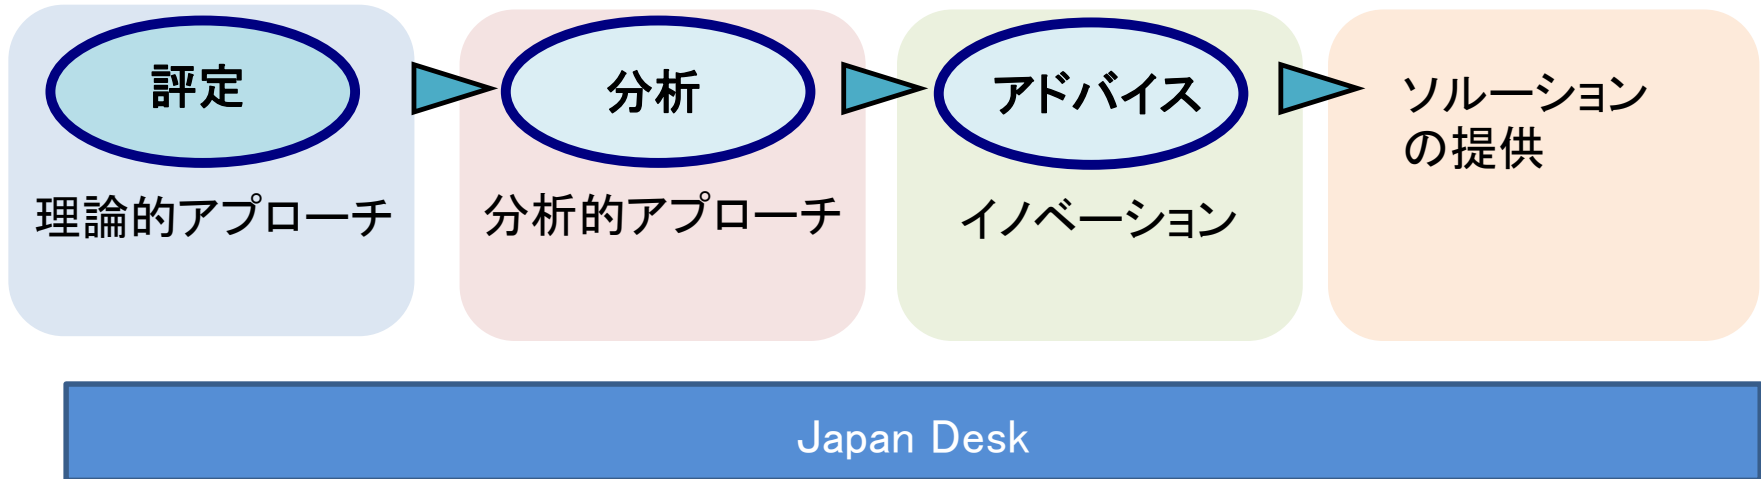 評定
理論的アプローチ
分析
分析的アプローチ
アドバイス
イノベーション
ソルーション
の提供
Japan Desk